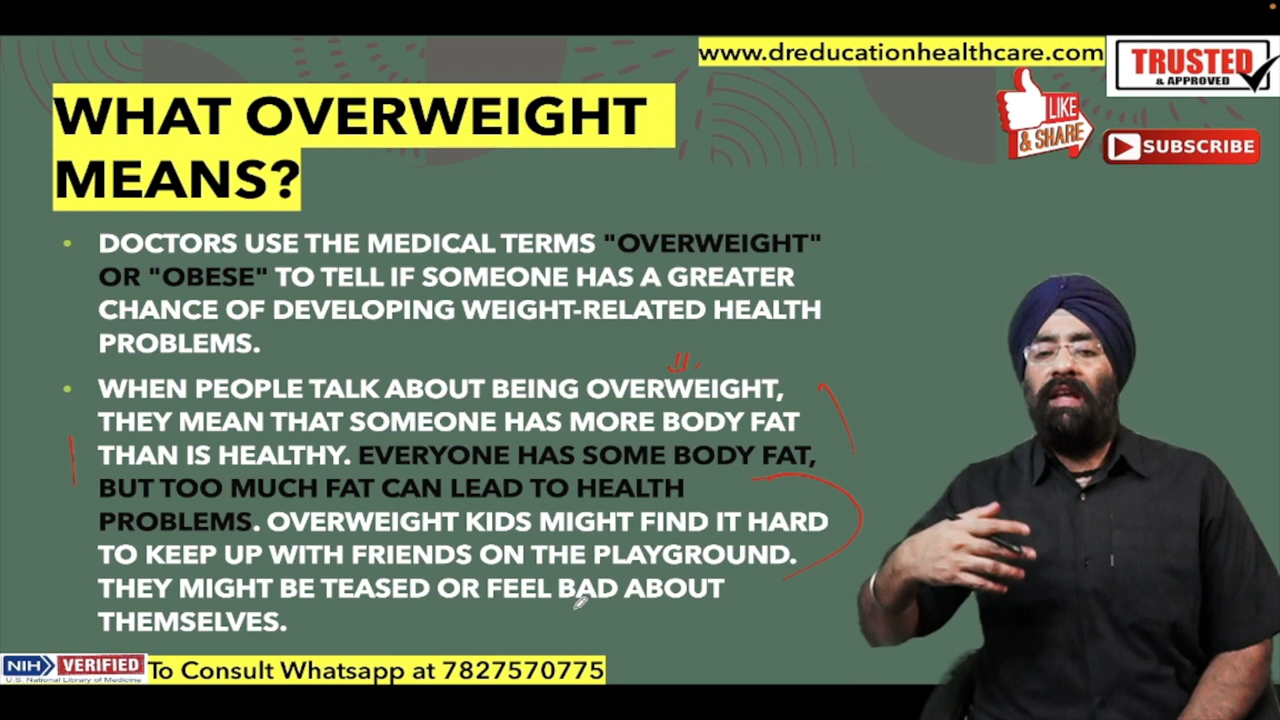 www.dreducationhealthcare.com
TRUSTED
& APPROVED
LIKE
& SHARE
SUBSCRIBE
WHAT OVERWEIGHT
MEANS?
• DOCTORS USE THE MEDICAL TERMS "OVERWEIGHT"
OR "OBESE" TO TELL IF SOMEONE HAS A GREATER
CHANCE OF DEVELOPING WEIGHT-RELATED HEALTH
PROBLEMS.
• WHEN PEOPLE TALK ABOUT BEING OVERWEIGHT,
THEY MEAN THAT SOMEONE HAS MORE BODY FAT
THAN IS HEALTHY. EVERYONE HAS SOME BODY FAT,
BUT TOO MUCH FAT CAN LEAD TO HEALTH
PROBLEMS. OVERWEIGHT KIDS MIGHT FIND IT HARD
TO KEEP UP WITH FRIENDS ON THE PLAYGROUND.
THEY MIGHT BE TEASED OR FEEL BAD ABOUT
THEMSELVES.
NIH VERIFIED
U.S. National Library of Medicine
To Consult Whatsapp at 7827570775